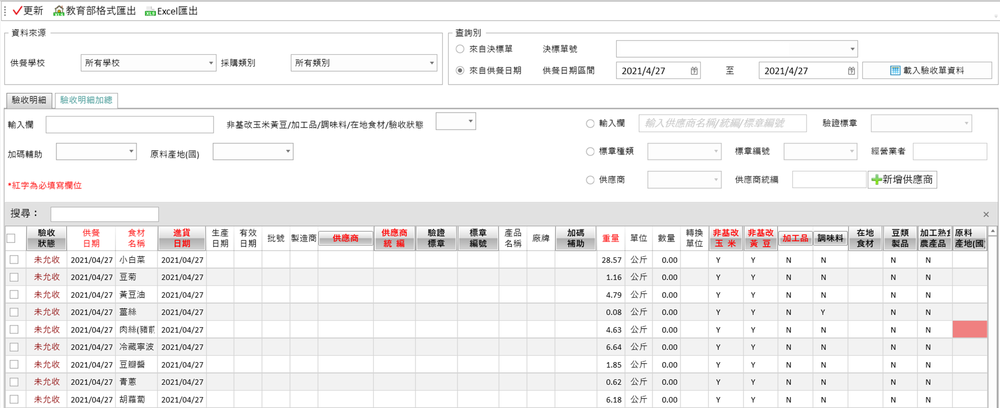 更新 教育部格式匯出 Excel匯出
資料來源
供餐學校 所有學校 採購類別 所有類別
查詢別
來自決標單 決標單號
來自供餐日期 供餐日期區間 2021/4/27 至 2021/4/27 載入驗收單資料
驗收明細 驗收明細加總
輸入欄 非基改玉米黃豆/加工品/調味料/在地食材/驗收狀態
加碼輔助 原料產地(國)
*紅字為必填寫欄位
輸入欄 輸入供應商名稱/統編/標章編號 驗證標章
標章種類 標章編號 經營業者
供應商 供應商統編 新增供應商
搜尋：
驗收狀態 供餐日期 食材名稱 進貨日期 生產日期 有效日期 批號 製造商 供應商 供應商統編 驗證標章 標章編號 產品名稱 廠牌 加碼補助 重量 單位 數量 轉換單位 非基改玉米 非基改黃豆 加工品 調味料 在地食材 豆類製品 加工熟食農產品 原料產地(國)
未允收 2021/04/27 小白菜 2021/04/27 28.57 公斤 0.00 Y Y N N N N
未允收 2021/04/27 豆菊 2021/04/27 1.16 公斤 0.00 Y Y N N N N
未允收 2021/04/27 黃豆油 2021/04/27 4.79 公斤 0.00 Y Y N N N N
未允收 2021/04/27 薑絲 2021/04/27 0.08 公斤 0.00 Y Y N Y N N
未允收 2021/04/27 肉絲(豬前 2021/04/27 4.63 公斤 0.00 Y Y N N N N
未允收 2021/04/27 冷藏寧波 2021/04/27 6.64 公斤 0.00 Y Y N N N N
未允收 2021/04/27 豆瓣醬 2021/04/27 1.85 公斤 0.00 Y Y N N N N
未允收 2021/04/27 青蔥 2021/04/27 0.62 公斤 0.00 Y Y N N N N
未允收 2021/04/27 胡蘿蔔 2021/04/27 6.18 公斤 0.00 Y Y N N N N